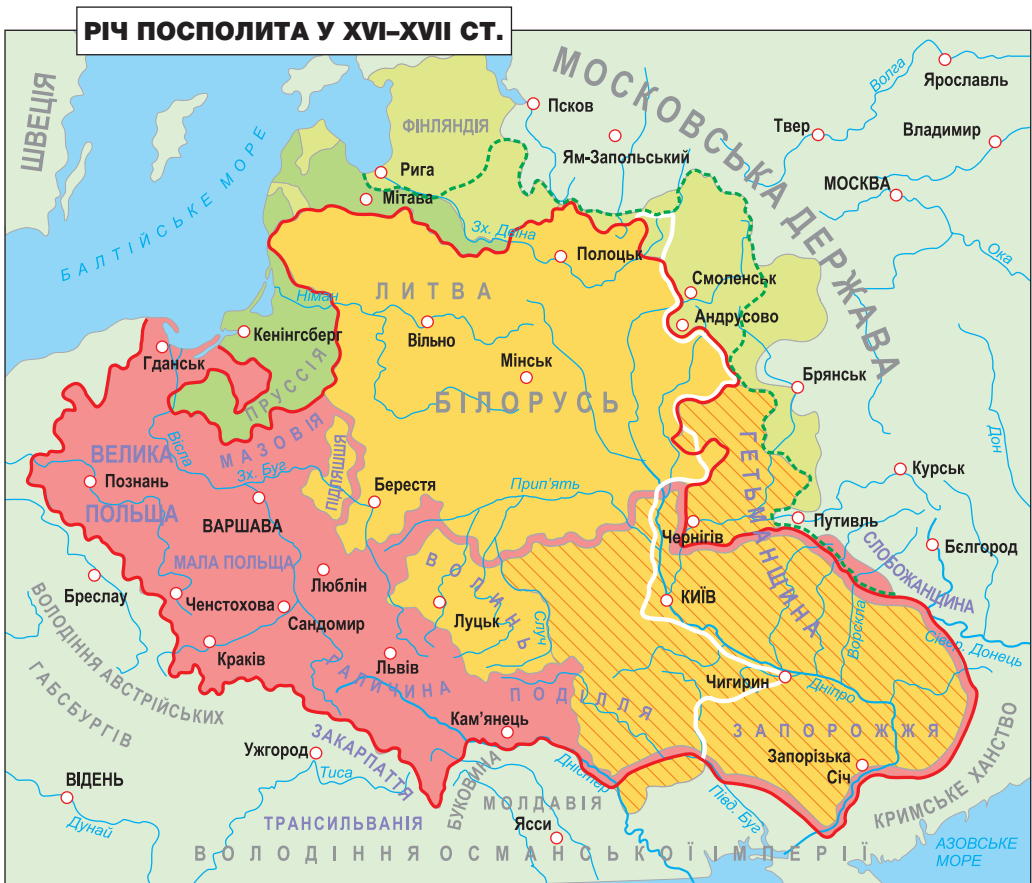 РІЧ ПОСПОЛИТА У XVI–XVII СТ.
ШВЕЦІЯ
БАЛТІЙСЬКЕ МОРЕ
ФІНЛЯНДІЯ
МОСКОВСЬКА ДЕРЖАВА
Псков
Ям-Запольський
Волга
Ярославль
Твер
Владимир
МОСКВА
Ока
Рига
Мітава
Зх. Двіна
Полоцьк
Смоленськ
Андрусово
ЛИТВА
Німан
Вільно
Мінськ
БІЛОРУСЬ
Кенінгсберг
Гданськ
ПРУССІЯ
МАЗОВІЯ
Брянськ
Дон
Курськ
ГЕТЬМАНЩИНА
ВЕЛИКА
ПОЛЬЩА
Вісла
Зх. Буг
Познань
ВАРШАВА
ПІДЛЯШШЯ
Берестя
Прип'ять
Чернігів
Путивль
СЛОБОЖАНЩИНА
Бєлгород
МАЛА ПОЛЬЩА
Люблін
ВОЛИНЬ
Луцьк
Случ
КИЇВ
Ворскла
Сівер. Донець
Бреслау
Ченстохова
Сандомир
Краків
Львів
ГАЛИЧИНА
ПОДІЛЛЯ
Чигирин
Дніпро
ЗАПОРОЖЖЯ
Запорізька
Січ
ВОЛОДІННЯ АВСТРІЙСЬКИХ
ГАБСБУРГІВ
Кам'янець
ЗАКАРПАТТЯ
Ужгород
Тиса
БУКОВИНА
Дністер
Півд. Буг
КРИМСЬКЕ ХАНСТВО
ВІДЕНЬ
Дунай
ТРАНСИЛЬВАНІЯ
МОЛДАВІЯ
Ясси
ВОЛОДІННЯ ОСМАНСЬКОЇ ІМПЕРІЇ
АЗОВСЬКЕ
МОРЕ